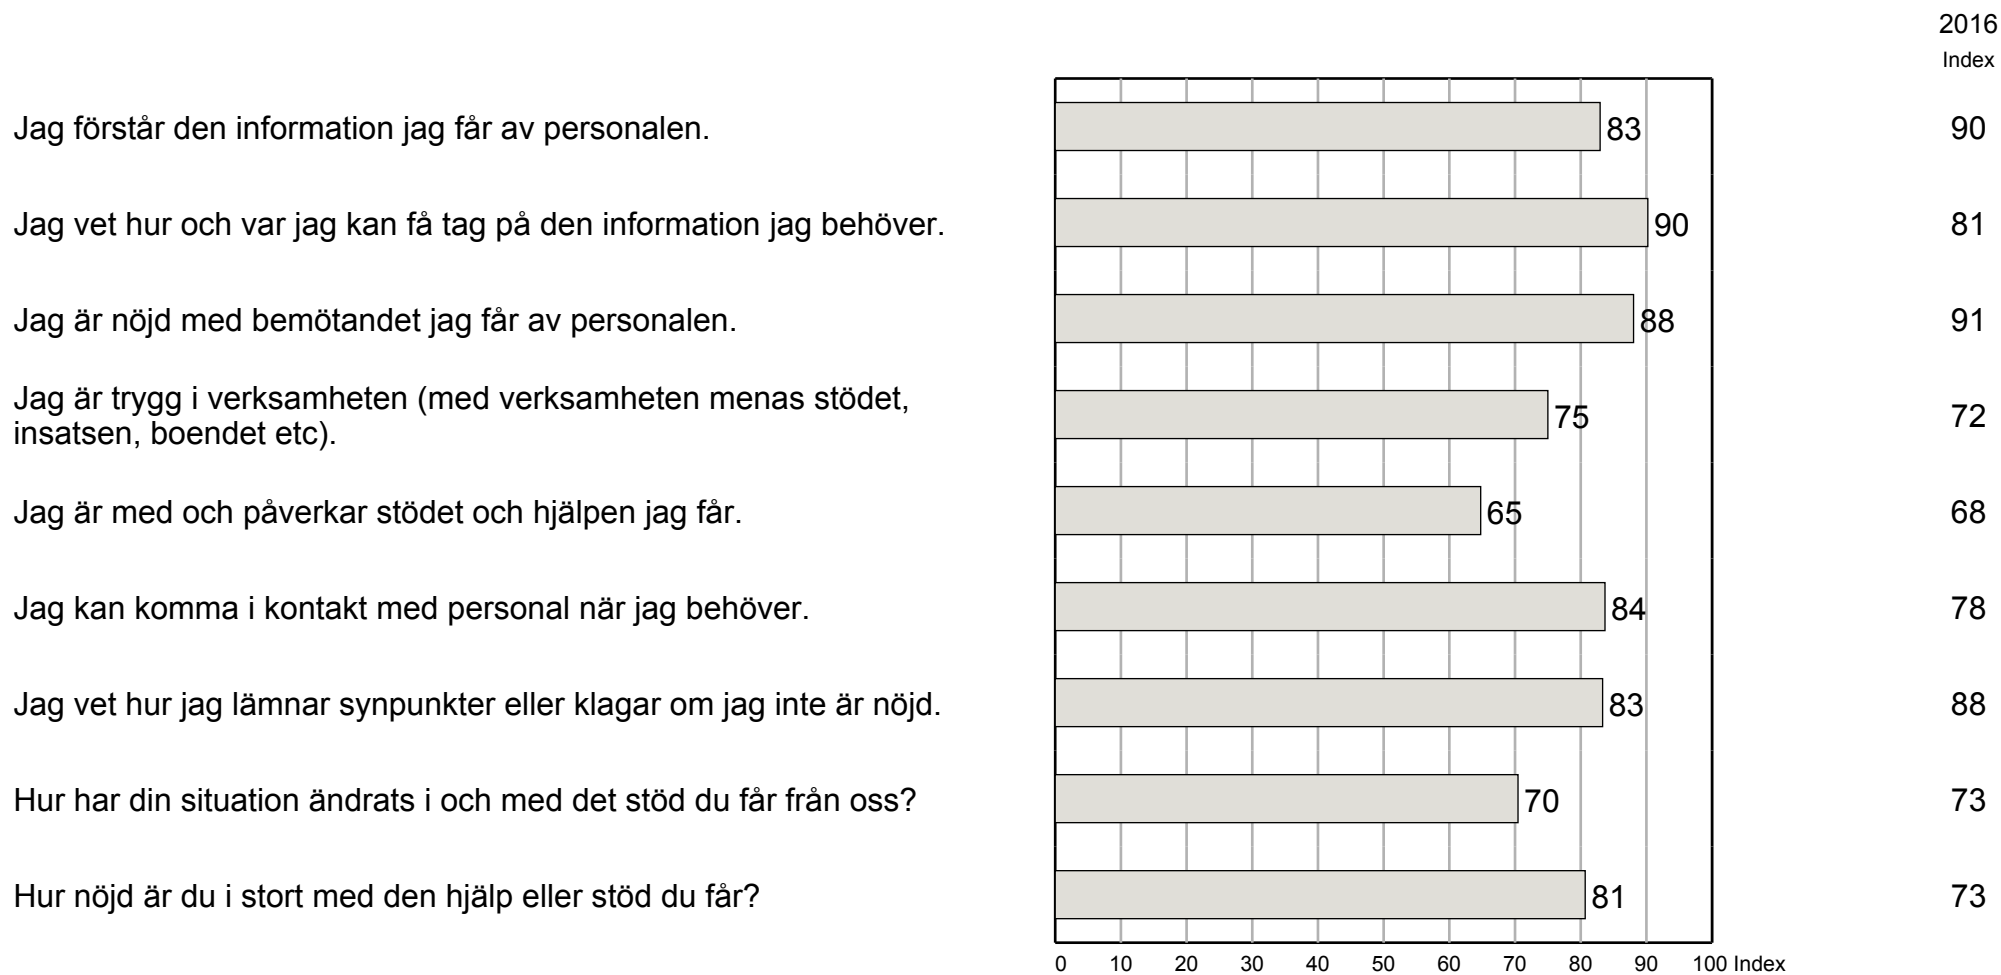 2016
Index
Jag förstår den information jag får av personalen. 83 90
Jag vet hur och var jag kan få tag på den information jag behöver. 90 81
Jag är nöjd med bemötandet jag får av personalen. 88 91
Jag är trygg i verksamheten (med verksamheten menas stödet,
insatsen, boendet etc). 75 72
Jag är med och påverkar stödet och hjälpen jag får. 65 68
Jag kan komma i kontakt med personal när jag behöver. 84 78
Jag vet hur jag lämnar synpunkter eller klagar om jag inte är nöjd. 83 88
Hur har din situation ändrats i och med det stöd du får från oss? 70 73
Hur nöjd är du i stort med den hjälp eller stöd du får? 81 73
0 10 20 30 40 50 60 70 80 90 100 Index